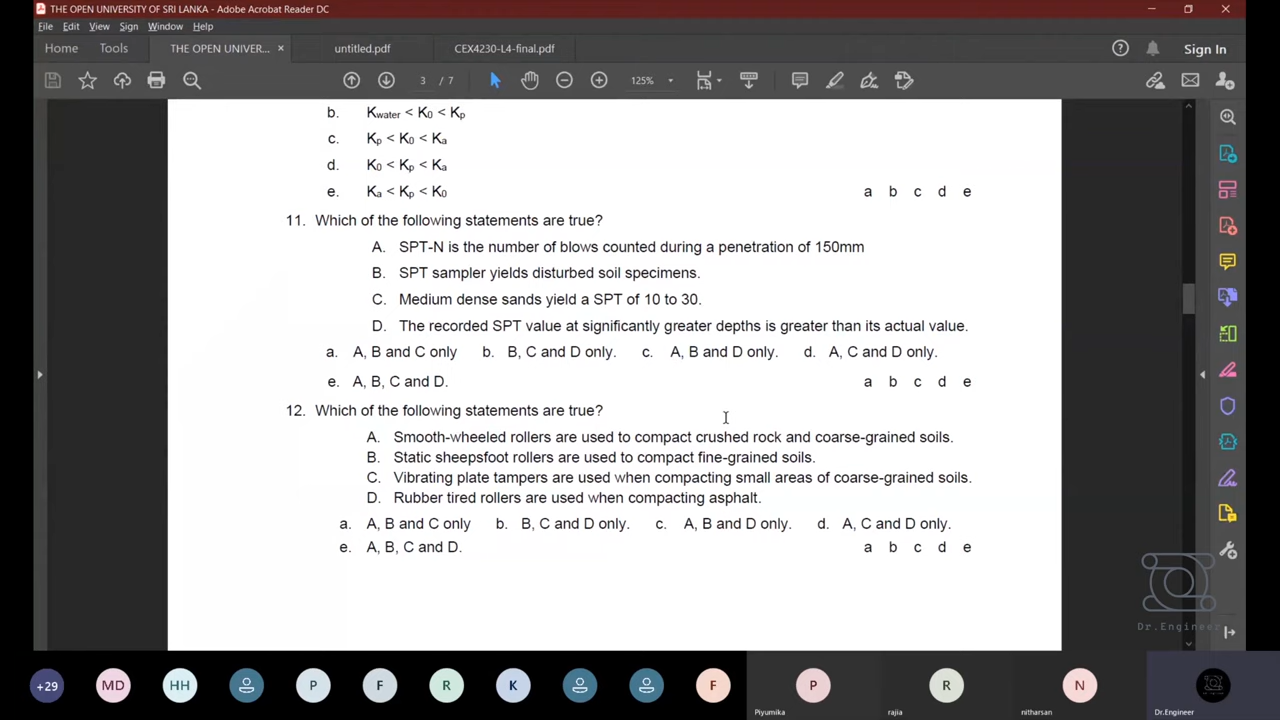 THE OPEN UNIVERSITY OF SRI LANKA - Adobe Acrobat Reader DC
File Edit View Sign Window Help
Home Tools THE OPEN UNIVER... × untitled.pdf CEX4230-L4-final.pdf Sign In
3 / 7 125%
b. Kwater < K0 < Kp
c. Kp < K0 < Ka
d. K0 < Kp < Ka
e. Ka < Kp < K0 a b c d e
11. Which of the following statements are true?
A. SPT-N is the number of blows counted during a penetration of 150mm
B. SPT sampler yields disturbed soil specimens.
C. Medium dense sands yield a SPT of 10 to 30.
D. The recorded SPT value at significantly greater depths is greater than its actual value.
a. A, B and C only b. B, C and D only. c. A, B and D only. d. A, C and D only.
e. A, B, C and D. a b c d e
12. Which of the following statements are true?
A. Smooth-wheeled rollers are used to compact crushed rock and coarse-grained soils.
B. Static sheepsfoot rollers are used to compact fine-grained soils.
C. Vibrating plate tampers are used when compacting small areas of coarse-grained soils.
D. Rubber tired rollers are used when compacting asphalt.
a. A, B and C only b. B, C and D only. c. A, B and D only. d. A, C and D only.
e. A, B, C and D. a b c d e
Dr.Engineer
+29 MD HH P F R K F P R N
Piyumika rajia nitharsan Dr.Engineer